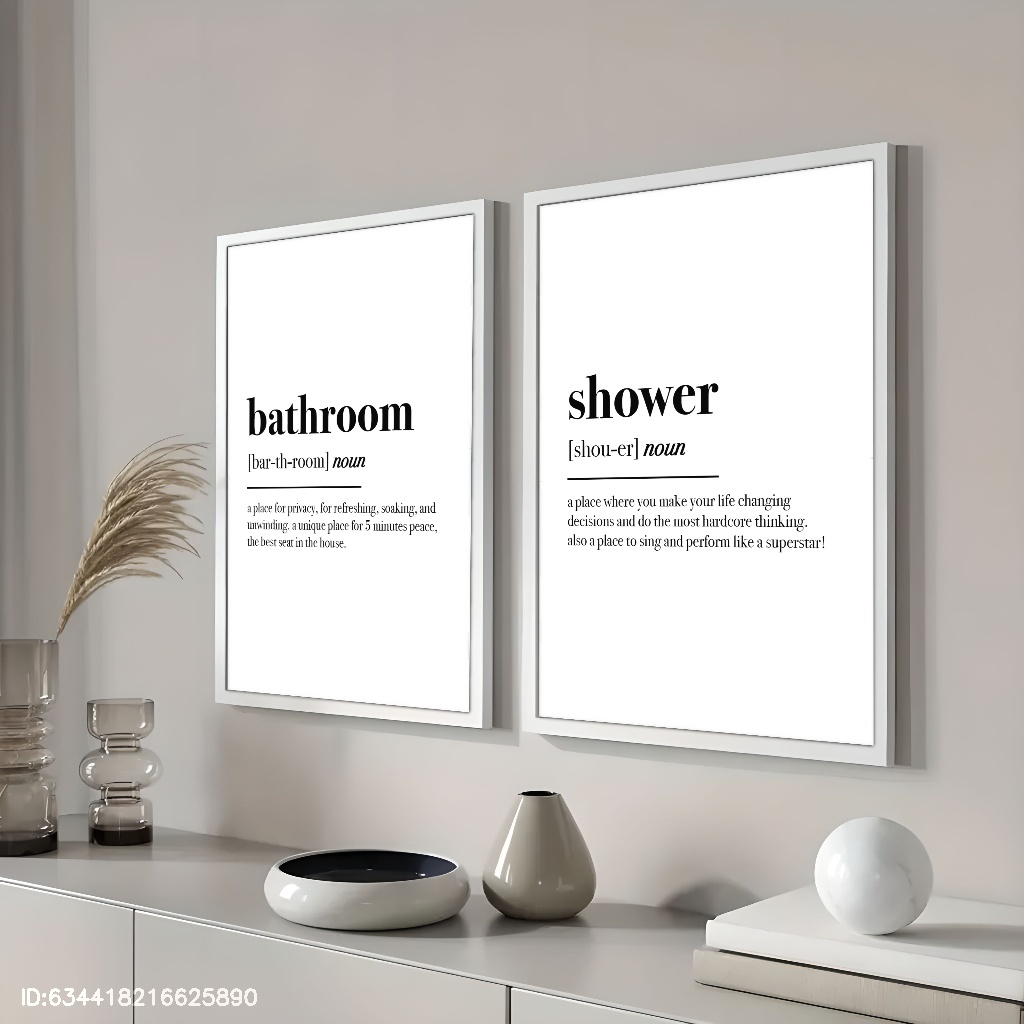 bathroom
[bar-th-room] noun
a place for privacy, for refreshing, soaking, and
unwinding. a unique place for 5 minutes peace,
the best seat in the house.
shower
[shou-er] noun
a place where you make your life changing
decisions and do the most hardcore thinking.
also a place to sing and perform like a superstar!
ID:634418216625890